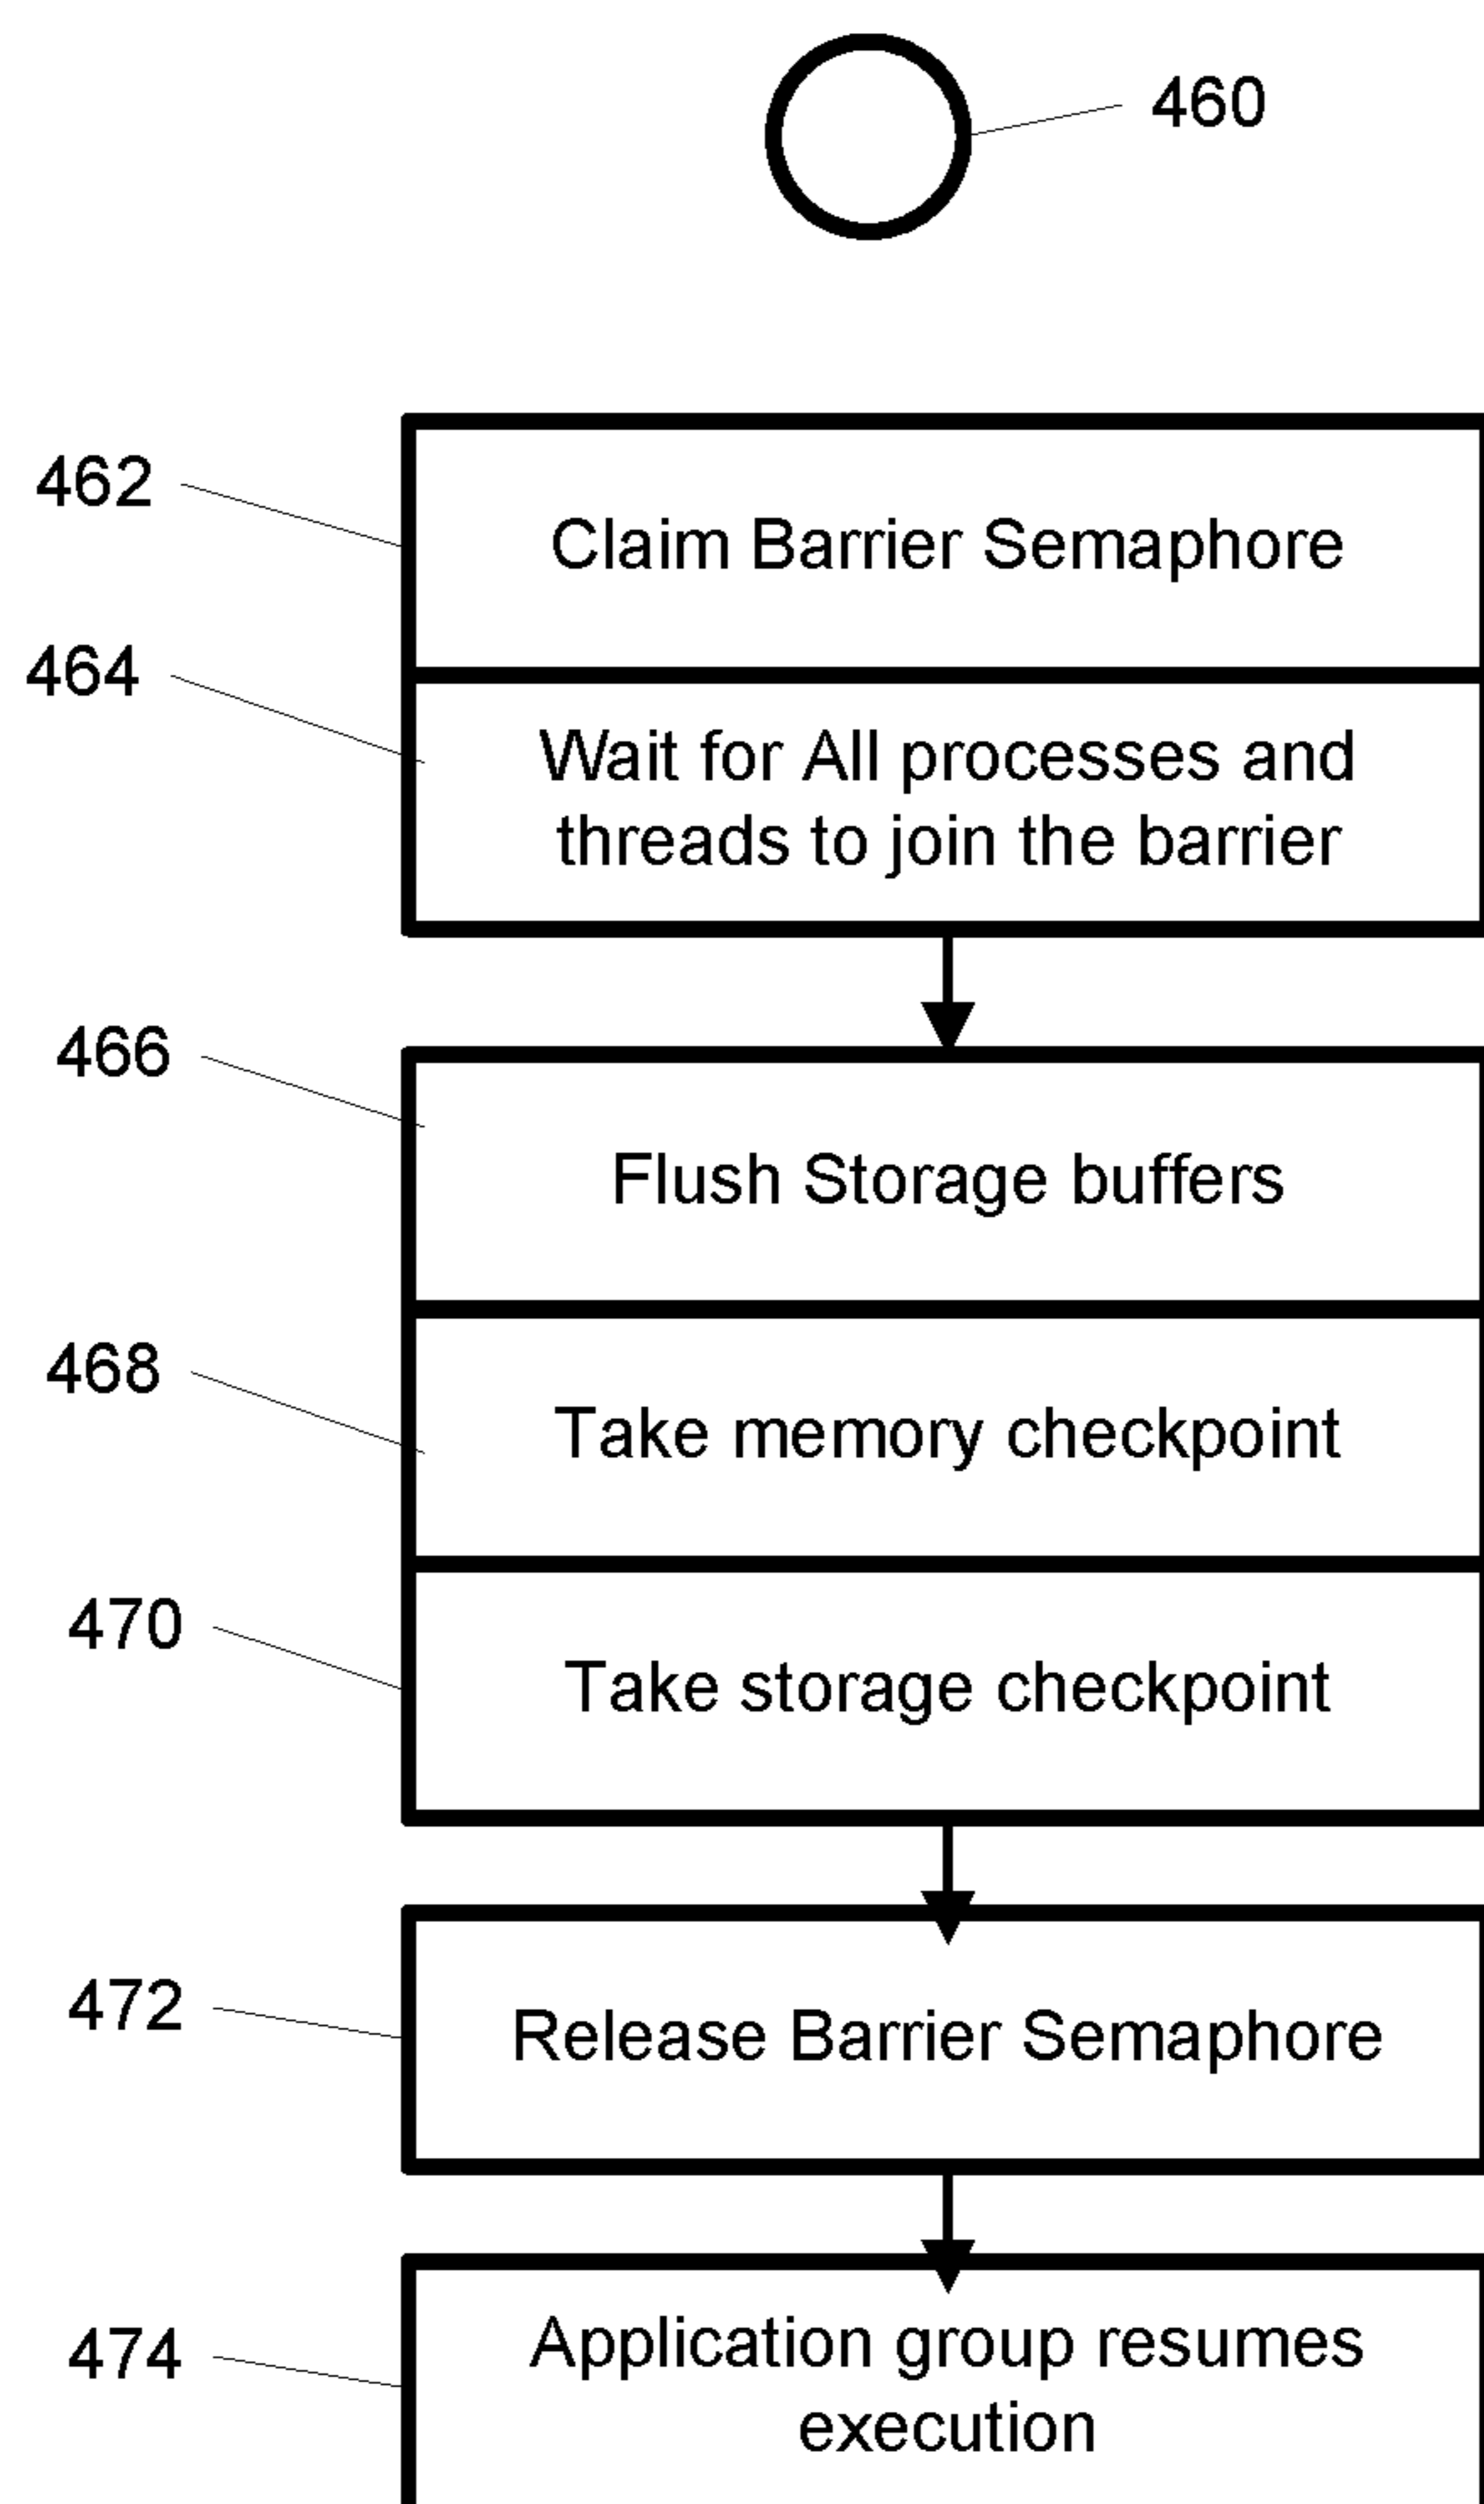 460
462
Claim Barrier Semaphore
464
Wait for All processes and
threads to join the barrier
466
Flush Storage buffers
468
Take memory checkpoint
470
Take storage checkpoint
472
Release Barrier Semaphore
474
Application group resumes
execution